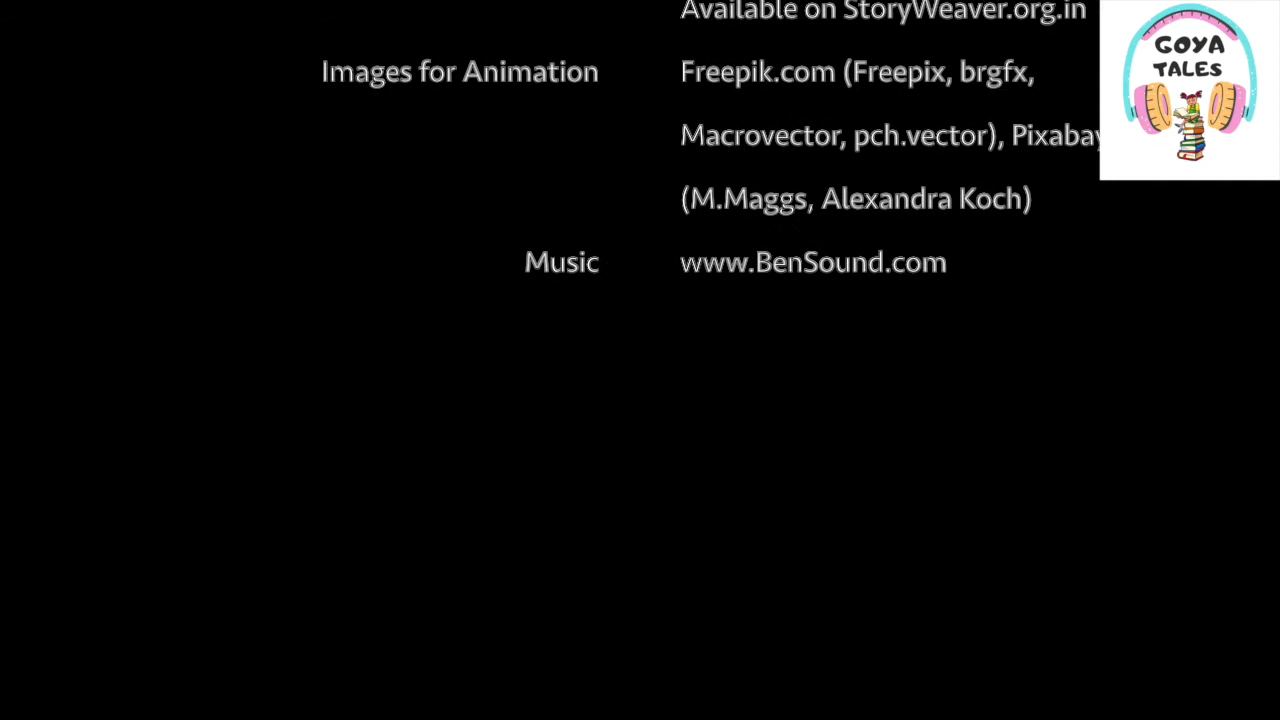 Available on StoryWeaver.org.in
Images for Animation Freepik.com (Freepix, brgfx,
Macrovector, pch.vector), Pixabay
(M.Maggs, Alexandra Koch)
Music www.BenSound.com
GOYA
TALES